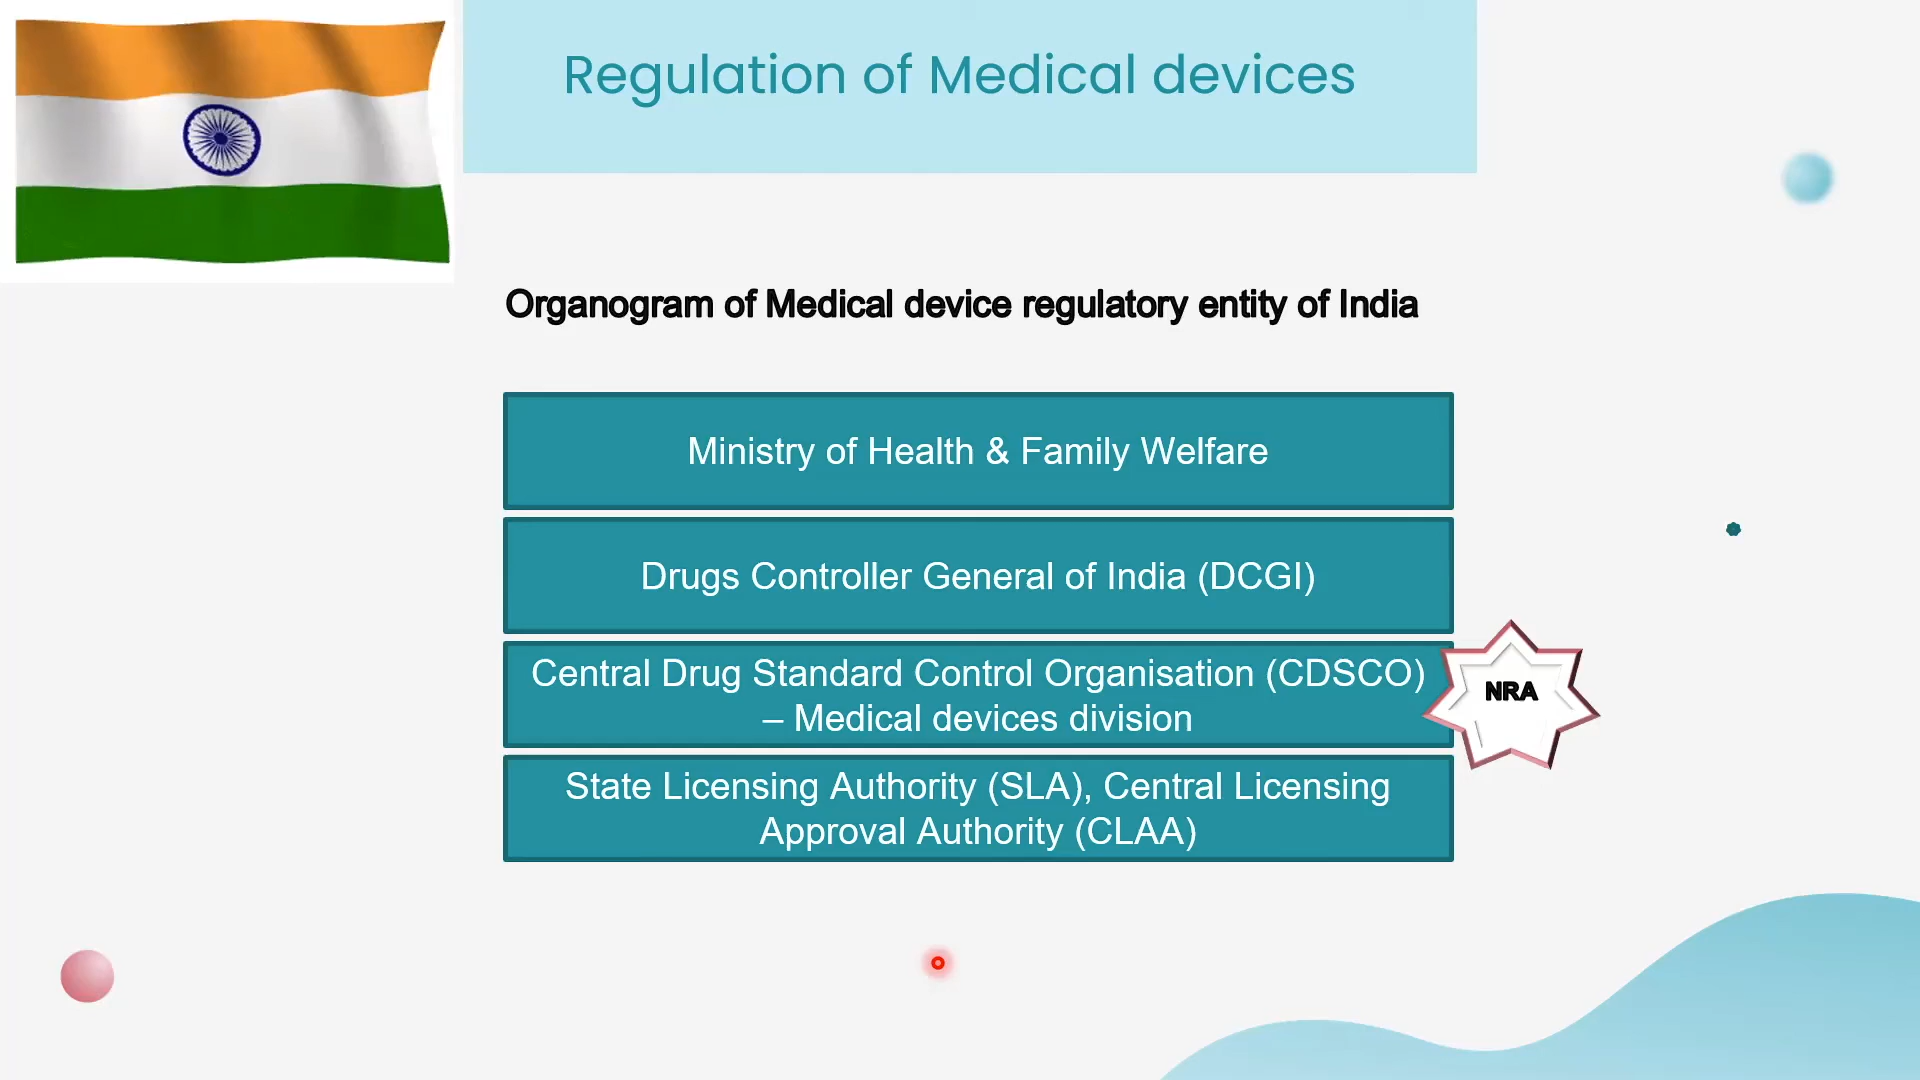 Regulation of Medical devices
Organogram of Medical device regulatory entity of India
Ministry of Health & Family Welfare
Drugs Controller General of India (DCGI)
Central Drug Standard Control Organisation (CDSCO)
– Medical devices division
NRA
State Licensing Authority (SLA), Central Licensing
Approval Authority (CLAA)